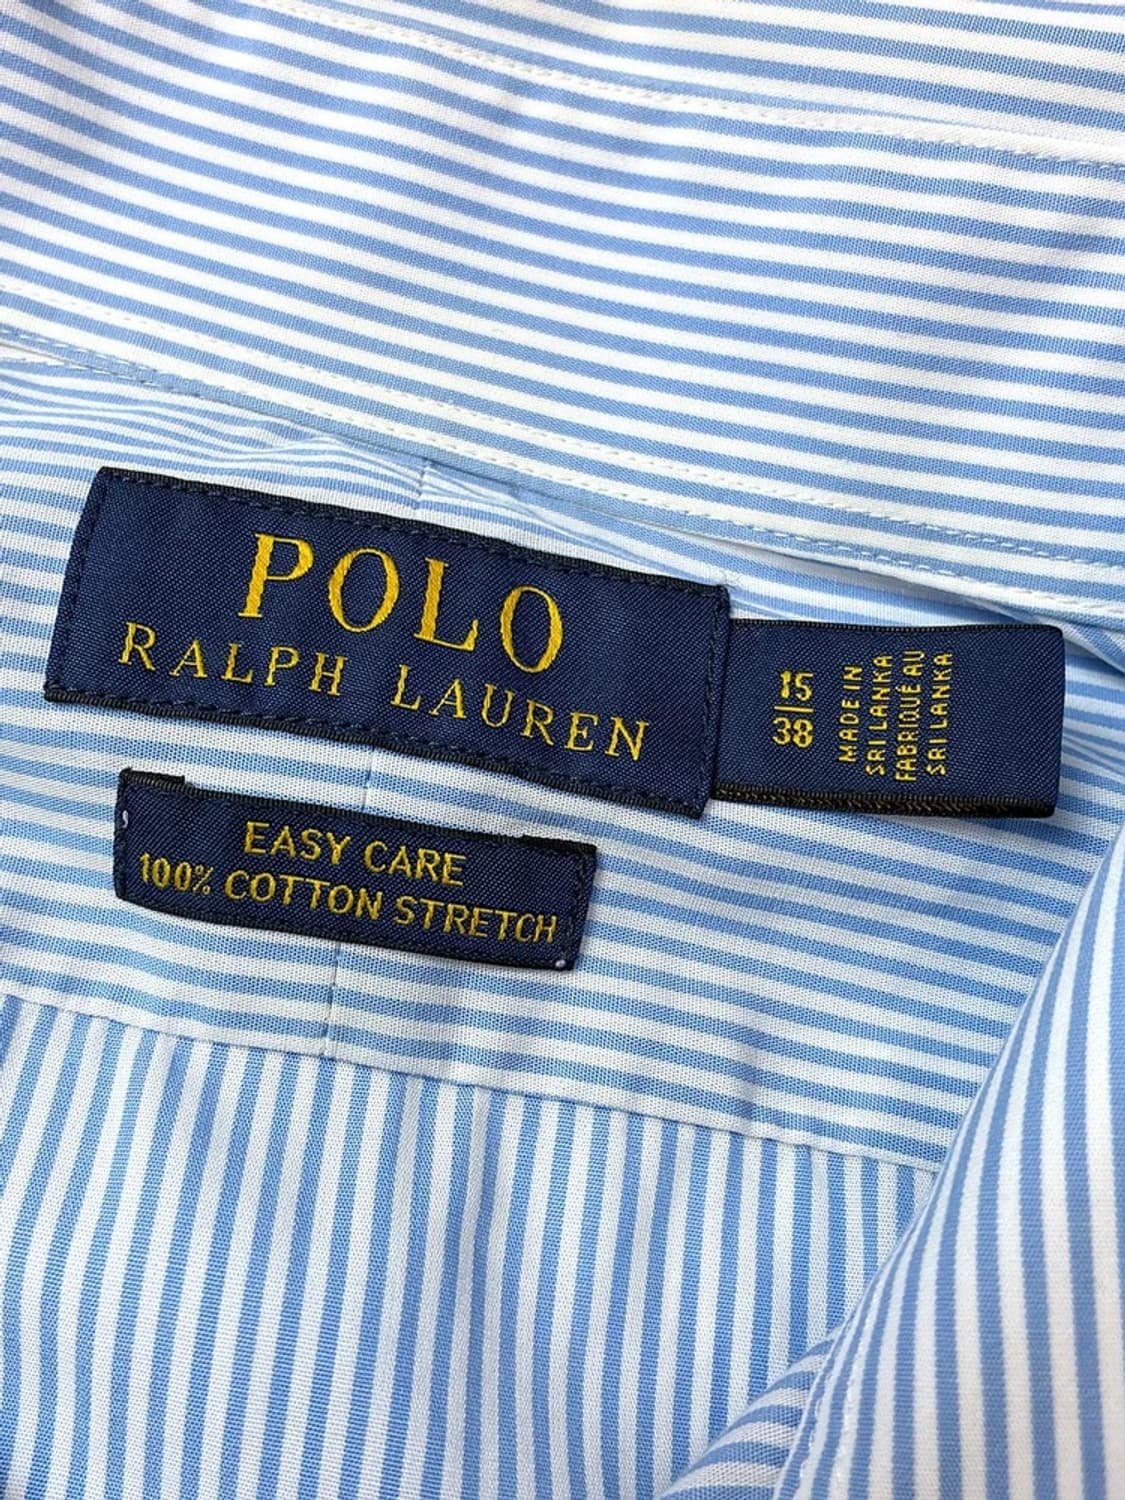 POLO
RALPH LAUREN
15
38
MADE IN
SRI LANKA
FABRIQUÉ AU
SRI LANKA
EASY CARE
100% COTTON STRETCH